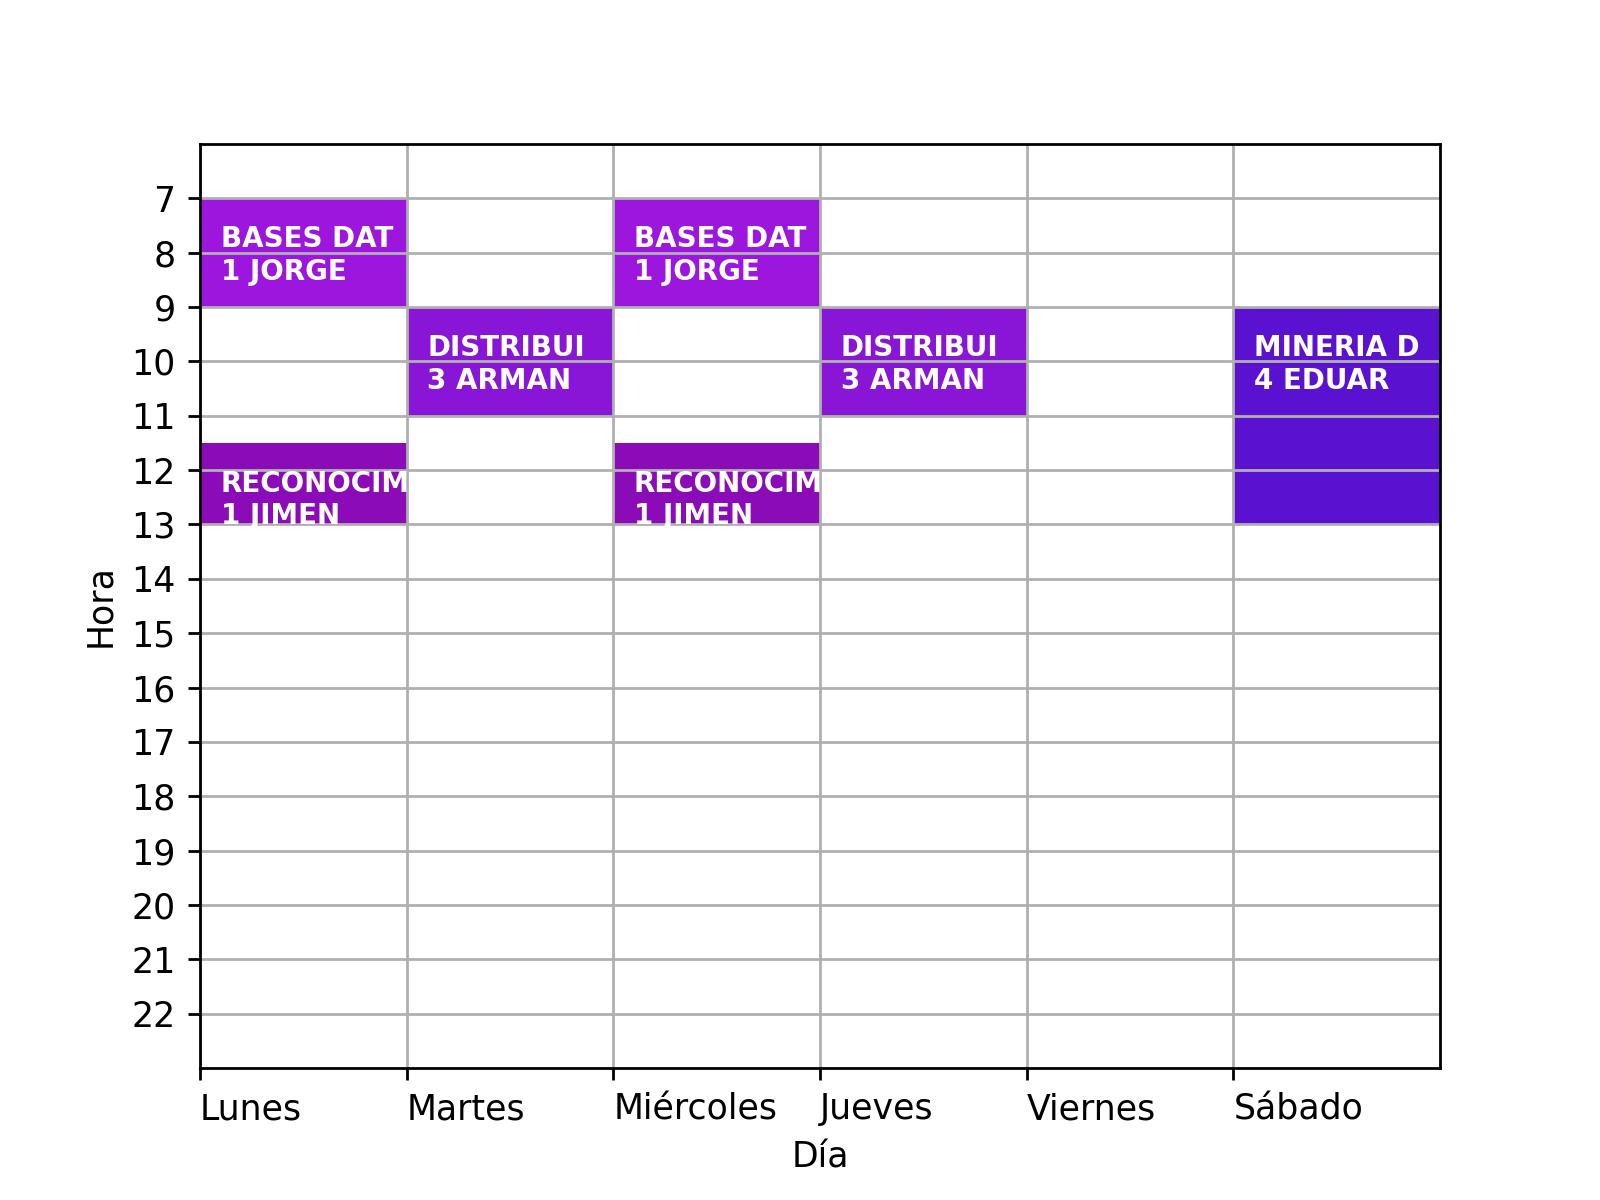 7
BASES DAT
1 JORGE
BASES DAT
1 JORGE
8
9
DISTRIBUI
3 ARMAN
DISTRIBUI
3 ARMAN
MINERIA D
4 EDUAR
10
11
12
RECONOCIM
1 JIMEN
RECONOCIM
1 JIMEN
13
14
15
16
17
18
19
20
21
22
Hora
Lunes
Martes
Miércoles
Jueves
Viernes
Sábado
Día